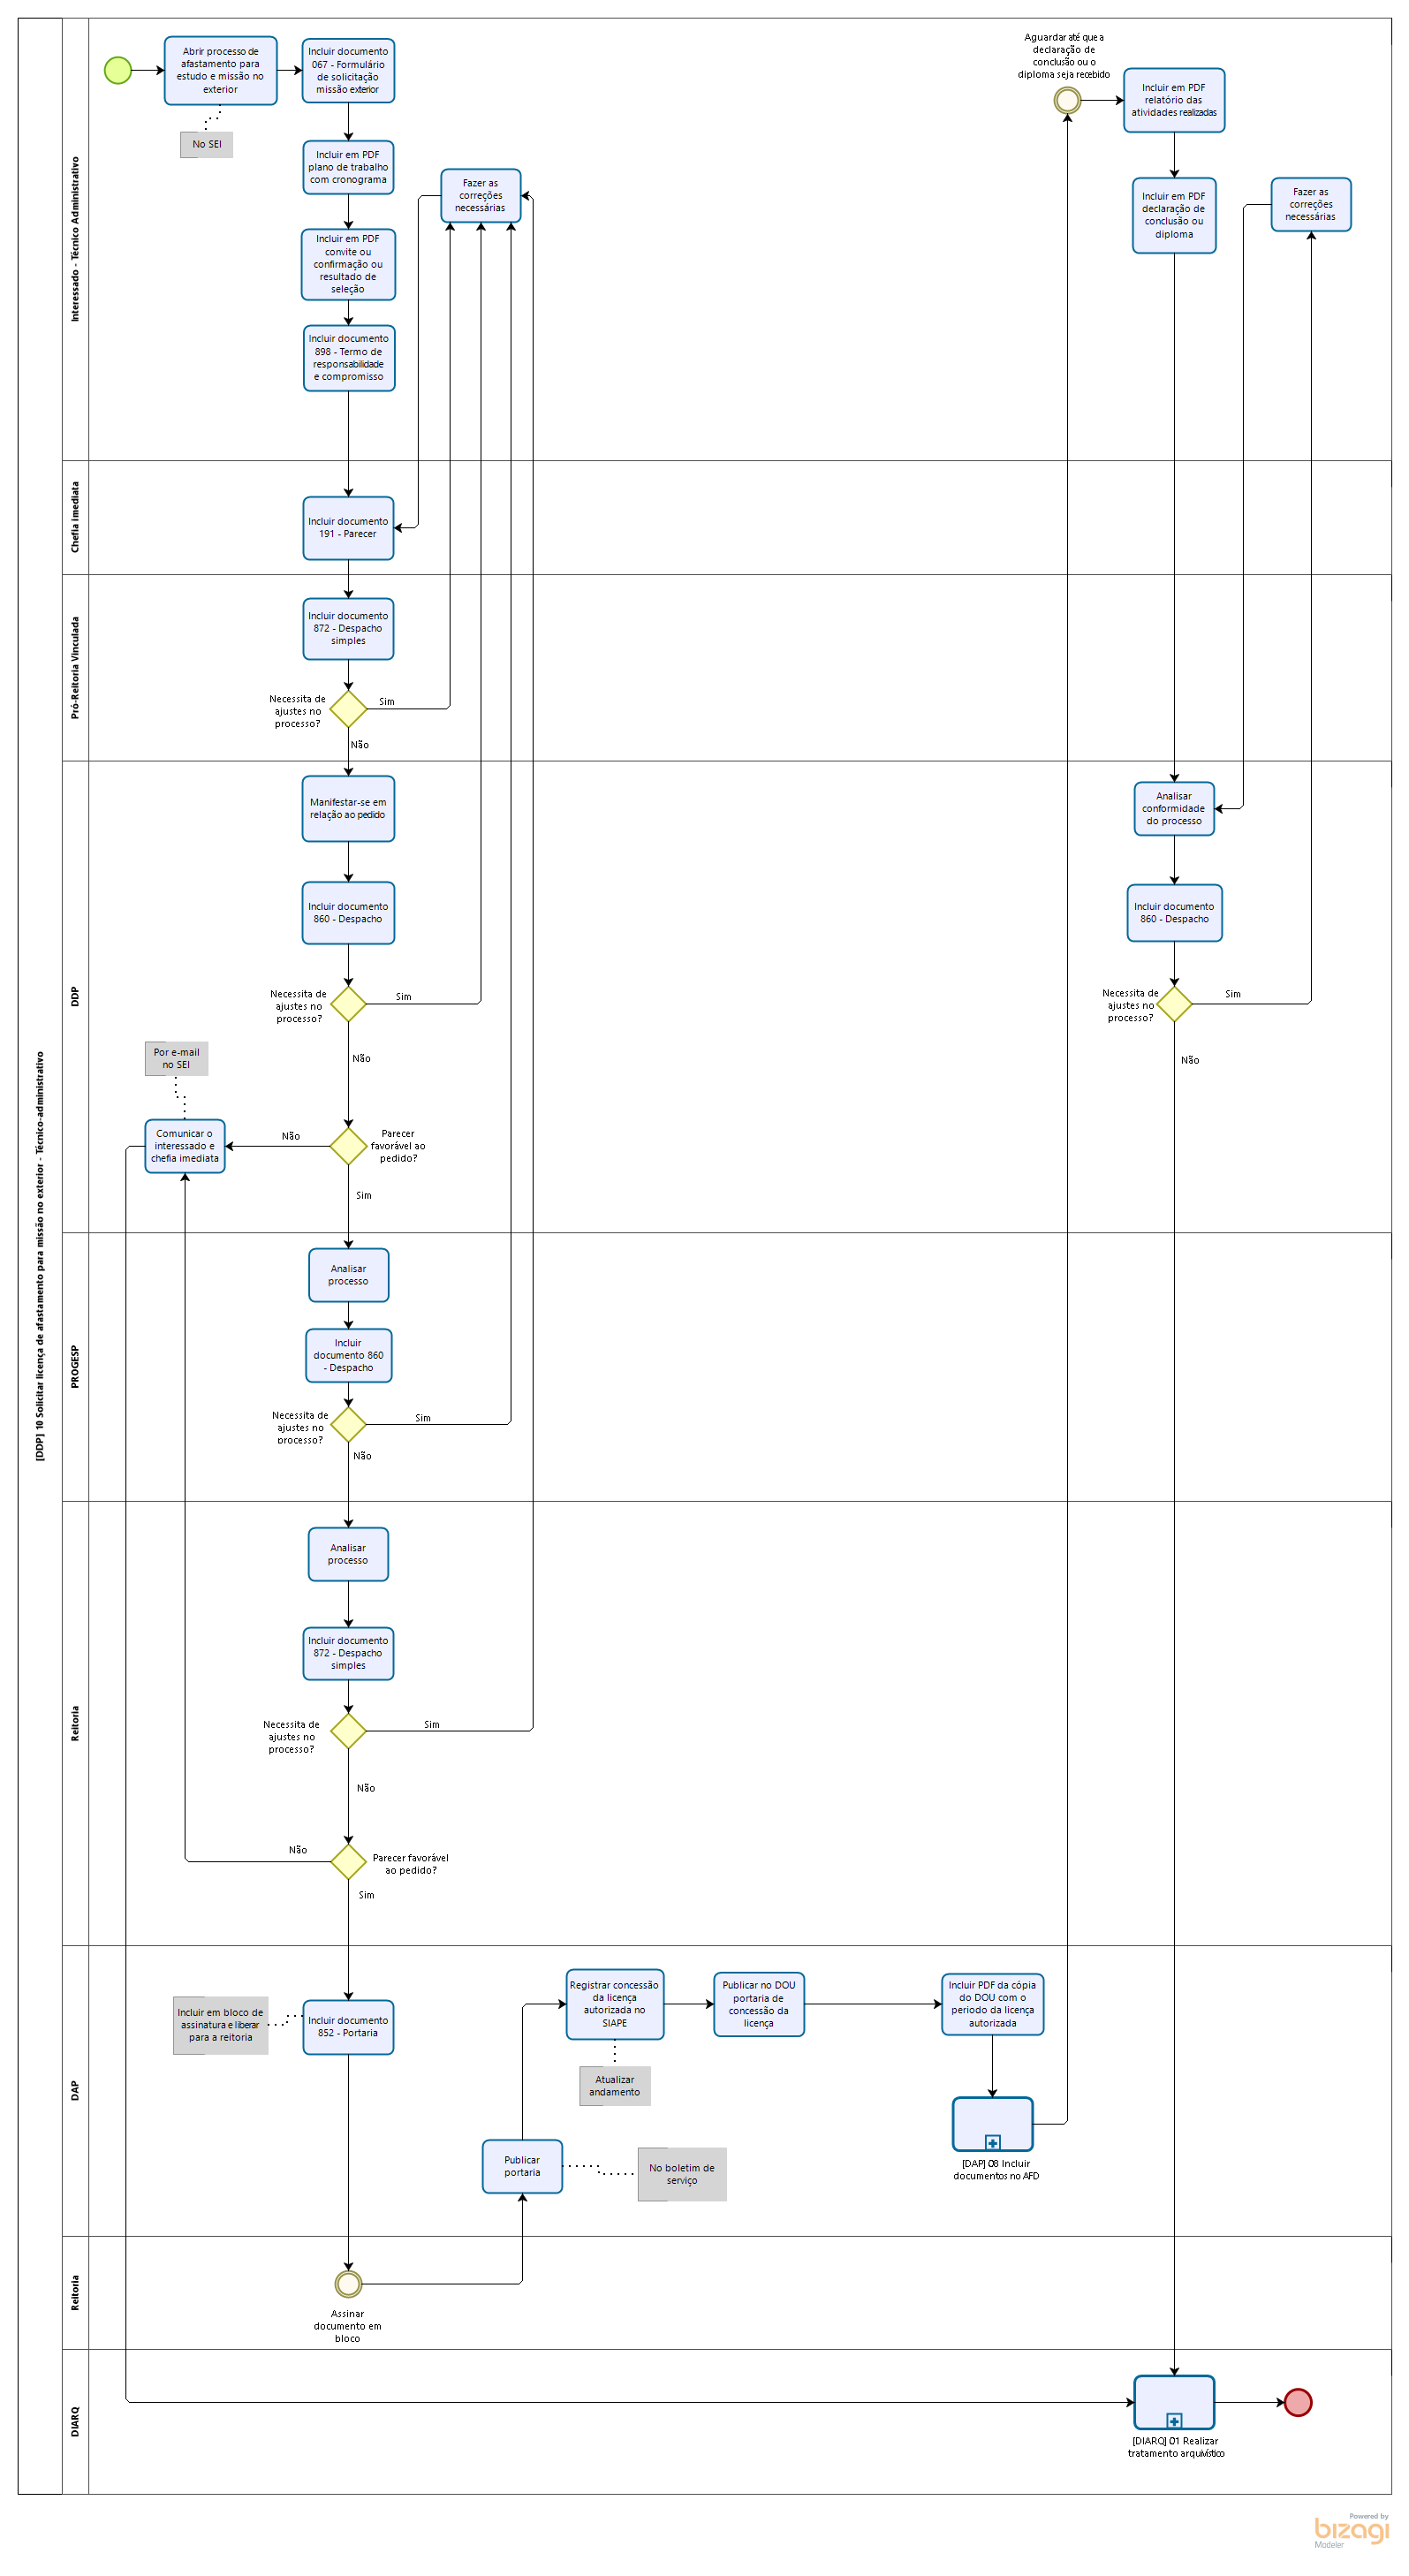 [DDP] 10 Solicitar licença de afastamento para missão no exterior - Técnico-administrativo
Interessado - Técnico Administrativo
Abrir processo de
afastamento para
estudo e missão no
exterior
No SEI
Incluir documento
067 - Formulário
de solicitação
missão exterior
Incluir em PDF
plano de trabalho
com cronograma
Incluir em PDF
convite ou
confirmação ou
resultado de
seleção
Incluir documento
898 - Termo de
responsabilidade
e compromisso
Fazer as
correções
necessárias
Aguardar até que a
declaração de
conclusão ou o
diploma seja recebido
Incluir em PDF
relatório das
atividades realizadas
Incluir em PDF
declaração de
conclusão ou
diploma
Fazer as
correções
necessárias
Chefia imediata
Incluir documento
191 - Parecer
Pró-Reitoria Vinculada
Incluir documento
872 - Despacho
simples
Necessita de
ajustes no
processo?
Sim
Não
DDP
Manifestar-se em
relação ao pedido
Incluir documento
860 - Despacho
Necessita de
ajustes no
processo?
Sim
Não
Por e-mail
no SEI
Comunicar o
interessado e
chefia imediata
Não
Parecer
favorável ao
pedido?
Sim
Analisar
conformidade
do processo
Incluir documento
860 - Despacho
Necessita de
ajustes no
processo?
Sim
Não
PROGESP
Analisar
processo
Incluir
documento 860
- Despacho
Necessita de
ajustes no
processo?
Sim
Não
Reitoria
Analisar
processo
Incluir documento
872 - Despacho
simples
Necessita de
ajustes no
processo?
Sim
Não
Não
Parecer favorável
ao pedido?
Sim
DAP
Incluir em bloco de
assinatura e liberar
para a reitoria
Incluir documento
852 - Portaria
Registrar concessão
da licença
autorizada no
SIAPE
Atualizar
andamento
Publicar no DOU
portaria de
concessão da
licença
Incluir PDF da cópia
do DOU com o
período da licença
autorizada
Publicar
portaria
No boletim de
serviço
[DAP] 08 Incluir
documentos no AFD
Reitoria
Assinar
documento em
bloco
DIARQ
[DIARQ] 01 Realizar
tratamento arquivístico
Powered by
bizagi
Modeler